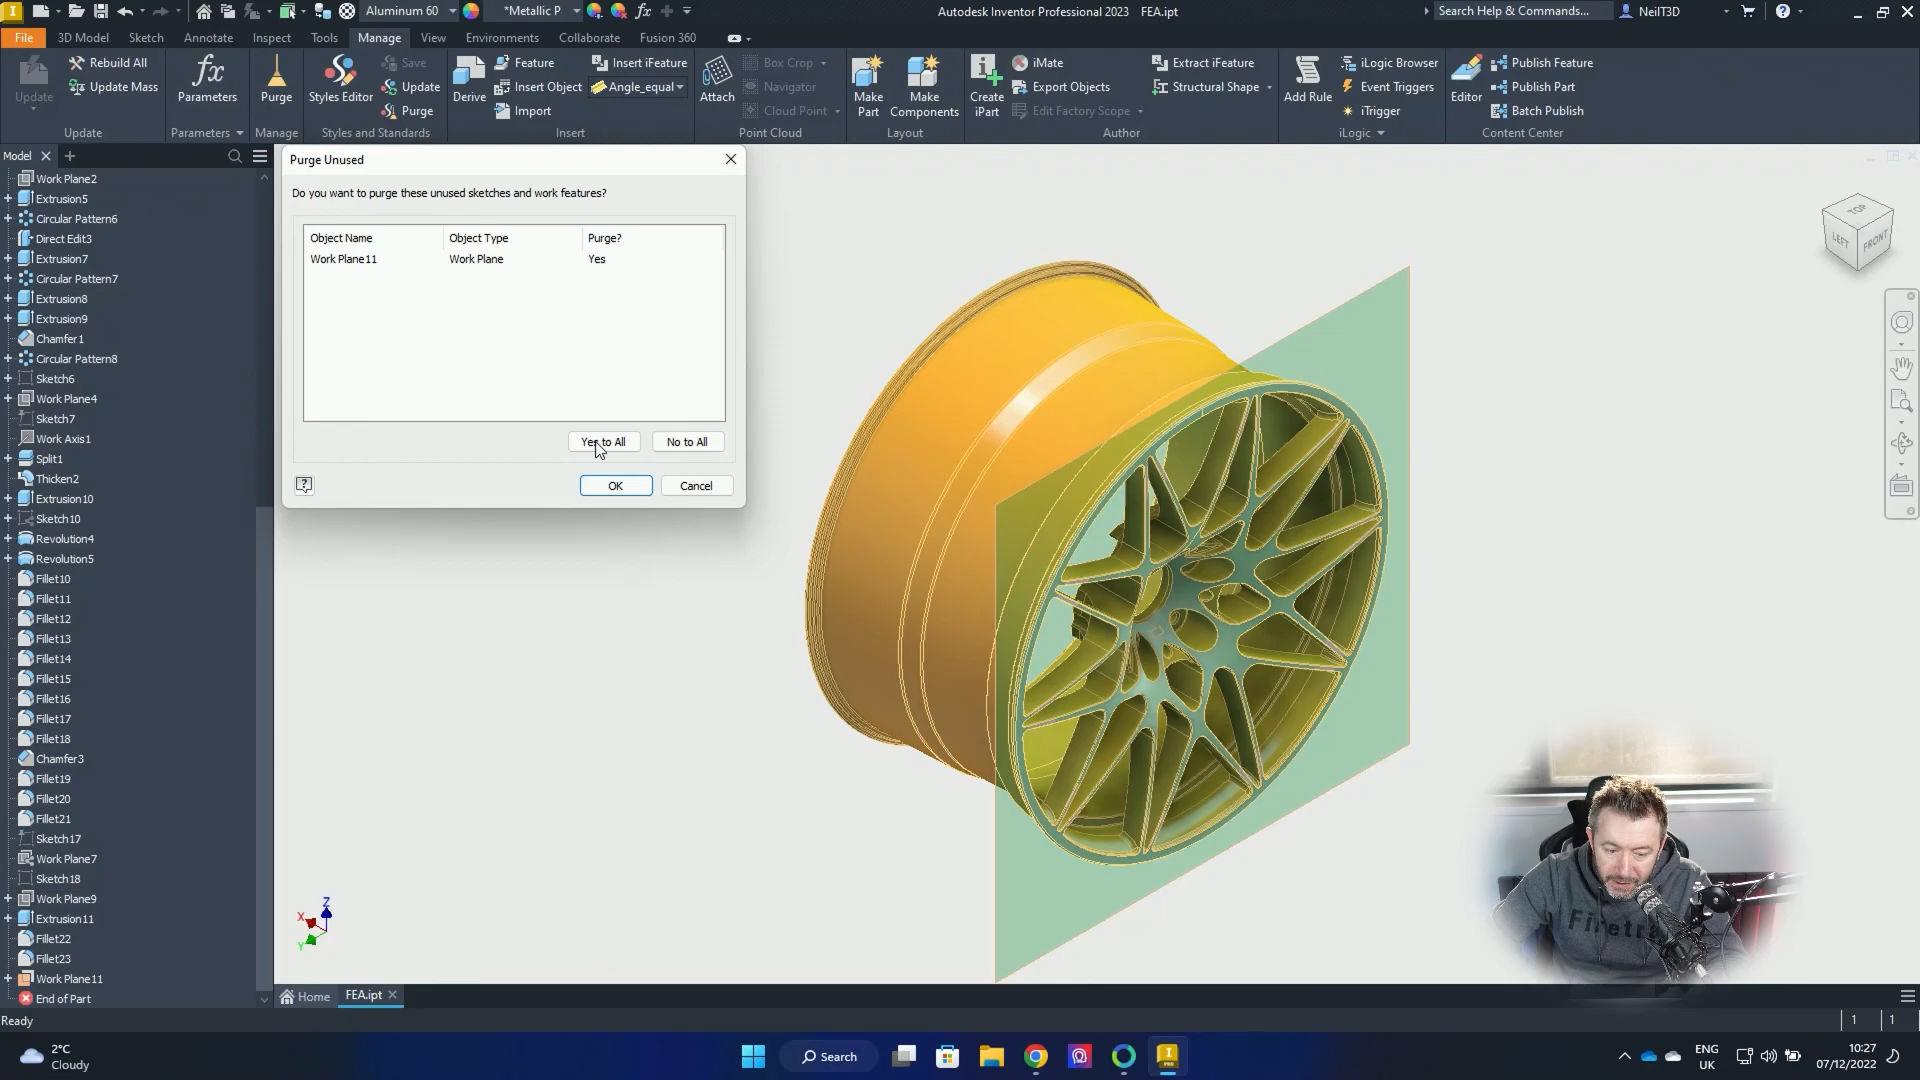 Aluminum 60
*Metallic P
Autodesk Inventor Professional 2023 FEA.ipt
Search Help & Commands...
NeilT3D
File
3D Model
Sketch
Annotate
Inspect
Tools
Manage
View
Environments
Collaborate
Fusion 360
Update
Rebuild All
Update Mass
Update
Parameters
Parameters
Purge
Manage
Styles Editor
Save
Update
Purge
Styles and Standards
Derive
Feature
Insert Object
Import
Insert iFeature
Angle_equal
Insert
Attach
Box Crop
Navigator
Cloud Point
Point Cloud
Make Part
Make Components
Layout
Create iPart
iMate
Export Objects
Edit Factory Scope
Extract iFeature
Structural Shape
Author
Add Rule
iLogic Browser
Event Triggers
iTrigger
iLogic
Editor
Publish Feature
Publish Part
Batch Publish
Content Center
Model
Work Plane2
Extrusion5
Circular Pattern6
Direct Edit3
Extrusion7
Circular Pattern7
Extrusion8
Extrusion9
Chamfer1
Circular Pattern8
Sketch6
Work Plane4
Sketch7
Work Axis1
Split1
Thicken2
Extrusion10
Sketch10
Revolution4
Revolution5
Fillet10
Fillet11
Fillet12
Fillet13
Fillet14
Fillet15
Fillet16
Fillet17
Fillet18
Chamfer3
Fillet19
Fillet20
Fillet21
Sketch17
Work Plane7
Sketch18
Work Plane9
Extrusion11
Fillet22
Fillet23
Work Plane11
End of Part
Purge Unused
Do you want to purge these unused sketches and work features?
Object Name Object Type Purge?
Work Plane11 Work Plane Yes
Yes to All No to All
OK Cancel
TOP
LEFT FRONT
Z
X
Y
Home
FEA.ipt
Ready
1 1
2°C
Cloudy
Search
ENG
UK
10:27
07/12/2022